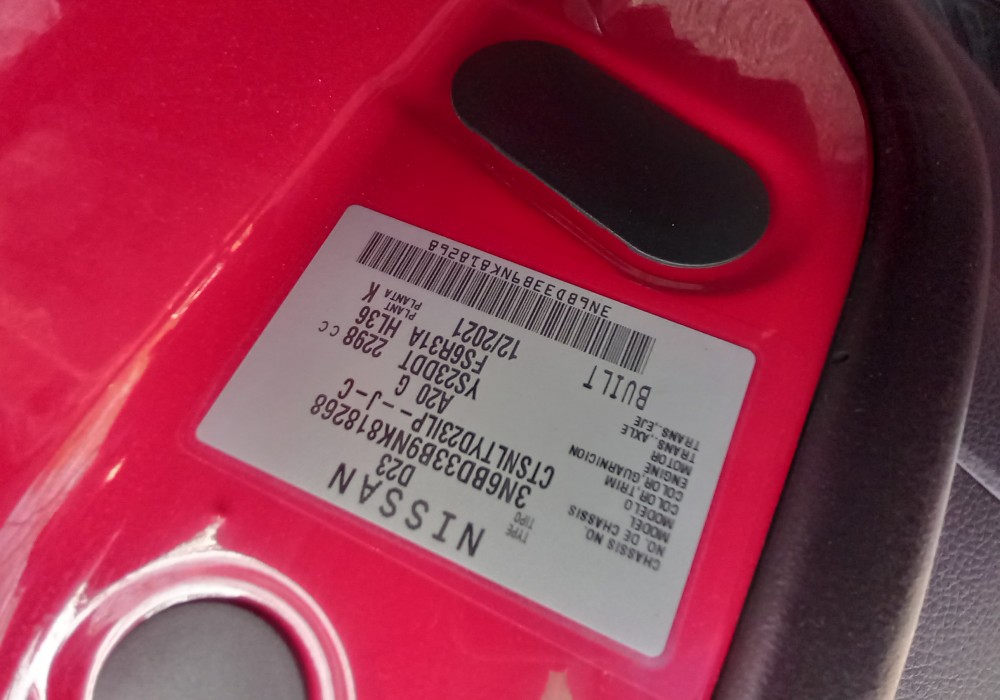 NISSAN
TYPE
TIPO D23
CHASSIS NO.
NO. DE CHASSIS 3N6BD33B9NK818268
MODEL
MODELO CTSNLTYD23ILP--J-C
COLOR,TRIM
COLOR,GUARNICION A20 G
ENGINE
MOTOR YS23DDT 2298 CC
TRANS.,AXLE
TRANS.,EJE FS6R31A HL36
PLANT
PLANTA K
BUILT 12/2021
3N6BD33B9NK818268